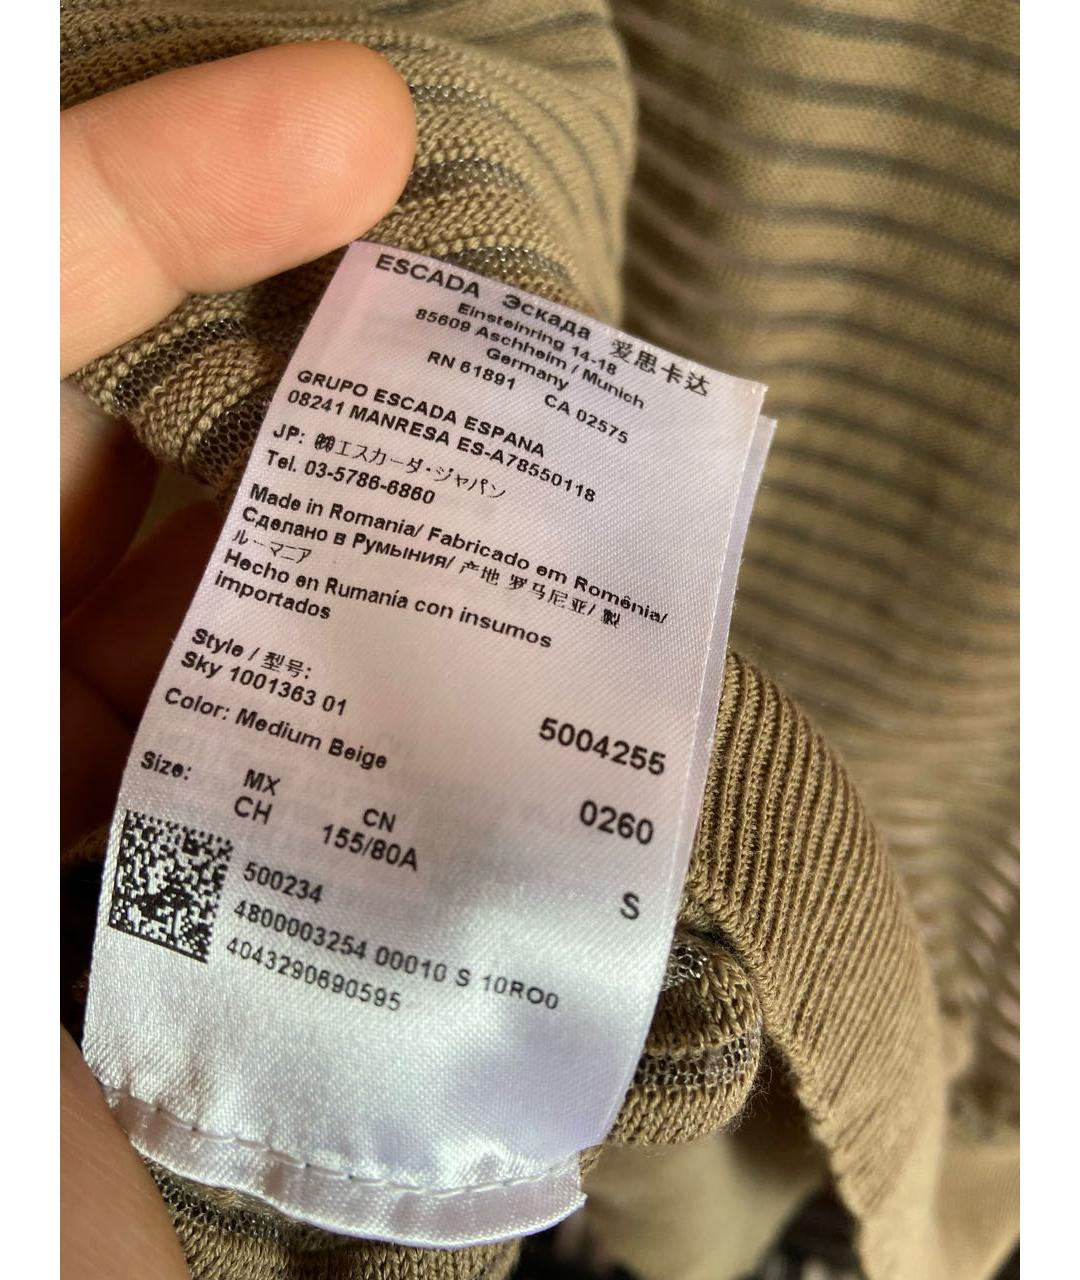 ESCADA Эскада 爱思卡达
Einsteinring 14-18
85609 Aschheim / Munich
Germany
RN 61891 CA 02575
GRUPO ESCADA ESPANA
08241 MANRESA ES-A78550118
JP: ㈱エスカーダ・ジャパン
Tel. 03-5786-6860
Made in Romania/ Fabricado em Romênia/
Сделано в Румынии/ 产地 罗马尼亚/ 製
ルーマニア
Hecho en Rumanía con insumos
importados
Style / 型号:
Sky 1001363 01
5004255
Color: Medium Beige
0260
Size: MX CN
CH 155/80A S
500234
4800003254 00010 S 10RO0
4043290690595